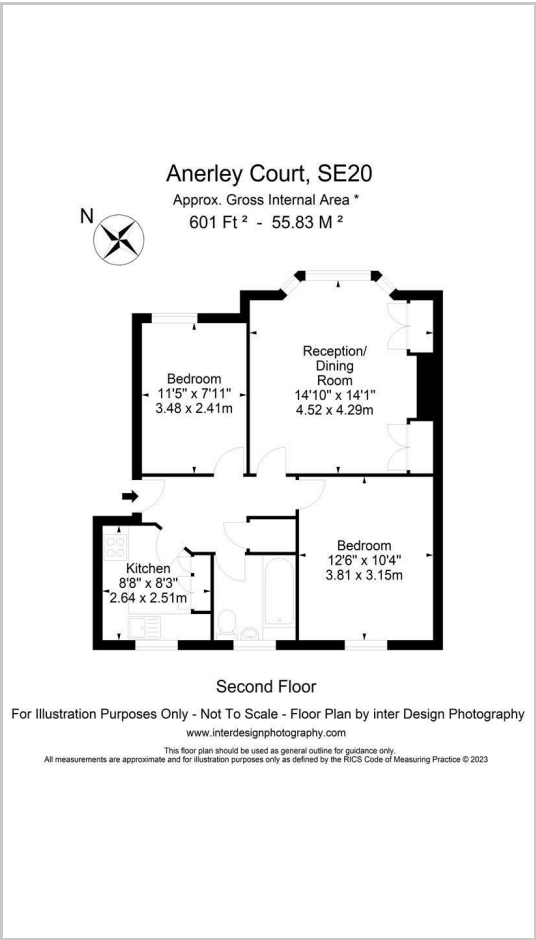 Anerley Court, SE20
Approx. Gross Internal Area *
601 Ft ² - 55.83 M ²
N
Reception/
Dining
Room
14'10" x 14'1"
4.52 x 4.29m
Bedroom
11'5" x 7'11"
3.48 x 2.41m
Bedroom
12'6" x 10'4"
3.81 x 3.15m
Kitchen
8'8" x 8'3"
2.64 x 2.51m
Second Floor
For Illustration Purposes Only - Not To Scale - Floor Plan by inter Design Photography
www.interdesignphotography.com
This floor plan should be used as general outline for guidance only.
All measurements are approximate and for illustration purposes only as defined by the RICS Code of Measuring Practice © 2023